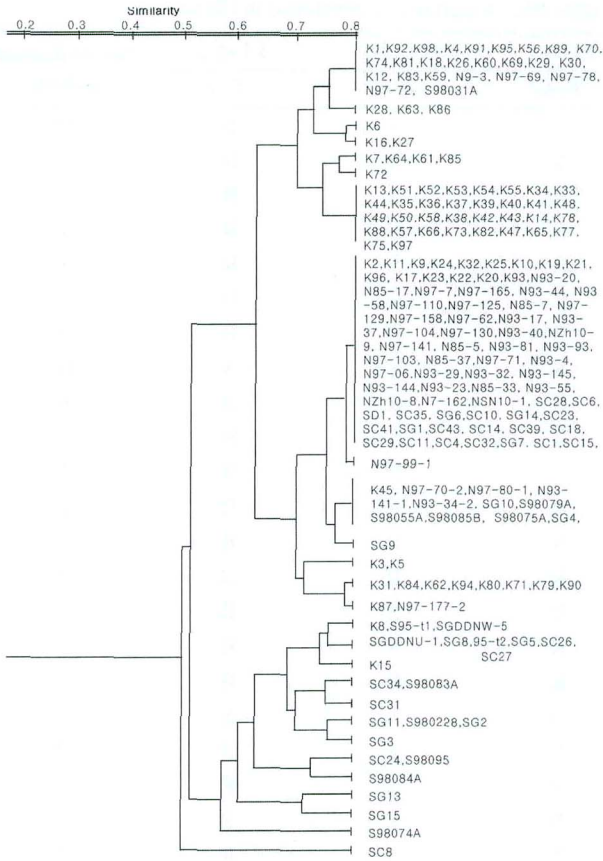 Similarity
0.2 0.3 0.4 0.5 0.6 0.7 0.8
K1,K92,K98,.K4,K91,K95,K56,K89, K70,
K74,K81,K18,K26,K60,K69,K29, K30,
K12, K83,K59, N9-3, N97-69, N97-78,
N97-72, S98031A
K28, K63, K86
K6
K16,K27
K7,K64,K61,K85
K72
K13,K51,K52,K53,K54,K55,K34,K33,
K44,K35,K36,K37,K39,K40,K41,K48,
K49,K50,K58,K38,K42,K43,K14,K76,
K88,K57,K66,K73,K82,K47,K65,K77,
K75,K97
K2,K11,K9,K24,K32,K25,K10,K19,K21,
K96, K17,K23,K22,K20,K93,N93-20,
N85-17,N97-7,N97-165, N93-44, N93
-58,N97-110,N97-125, N85-7, N97-
129,N97-158,N97-62,N93-17, N93-
37,N97-104,N97-130,N93-40,NZh10-
9, N97-141, N85-5, N93-81, N93-93,
N97-103, N85-37,N97-71, N93-4,
N97-06,N93-29,N93-32, N93-145,
N93-144,N93~23,N85-33, N93-55,
NZh10-8,N7-162,NSN10-1, SC28,SC6,
SD1, SC35, SG6,SC10, SG14,SC23,
SC41,SG1,SC43, SC14, SC39, SC18,
SC29,SC11,SC4,SC32,SG7, SC1,SC15,
N97-99-1
K45, N97-70-2,N97-80-1, N93-
141-1,N93-34-2, SG10,S98079A,
S98055A,S98085B, S98075A,SG4,
SG9
K3,K5
K31,K84,K62,K94,K80,K71,K79,K90
K87,N97-177-2
K8,S95-t1,SGDDNW-5
SGDDNU-1,SG8,95-t2,SG5,SC26,
SC27
K15
SC34,S98083A
SC31
SG11,S980228,SG2
SG3
SC24,S98095
S98084A
SG13
SG15
S98074A
SC8